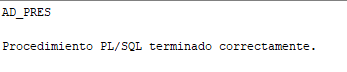 AD_PRES
Procedimiento PL/SQL terminado correctamente.